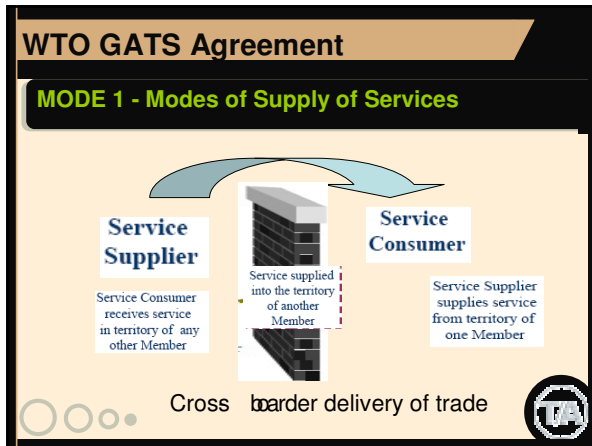 WTO GATS Agreement
MODE 1 - Modes of Supply of Services
Service
Supplier
Service
Consumer
Service Consumer
receives service
in territory of any
other Member
Service supplied
into the territory
of another
Member
Service Supplier
supplies service
from territory of
one Member
Cross border delivery of trade
TA